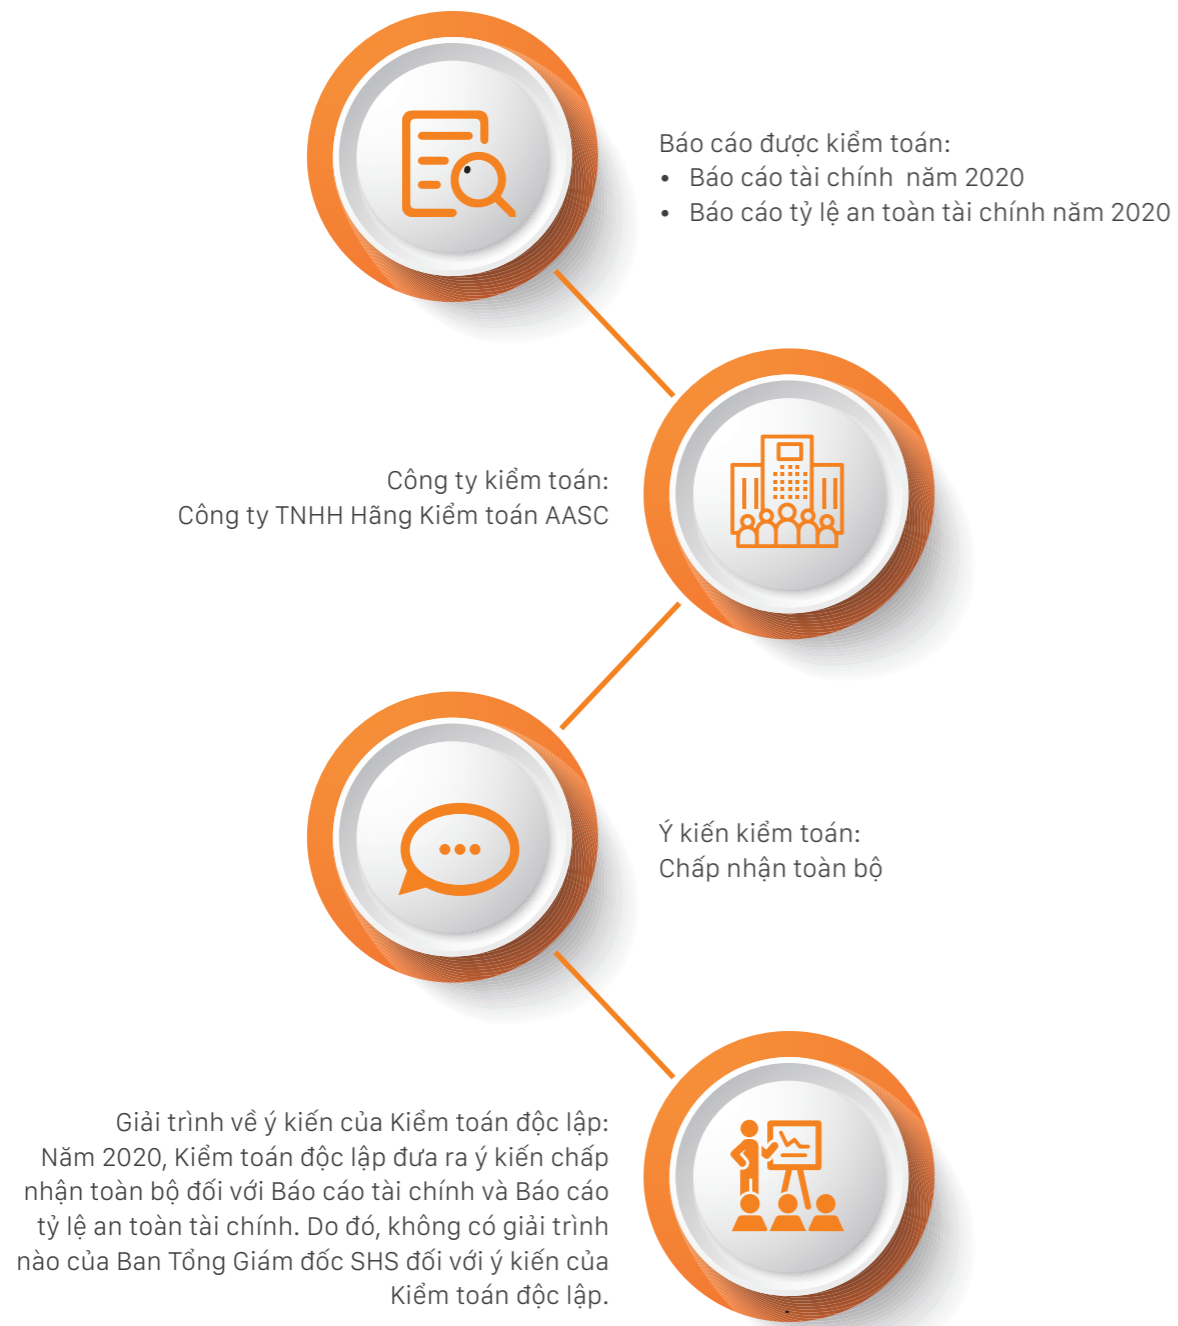 Báo cáo được kiểm toán:
• Báo cáo tài chính năm 2020
• Báo cáo tỷ lệ an toàn tài chính năm 2020
Công ty kiểm toán:
Công ty TNHH Hãng Kiểm toán AASC
Ý kiến kiểm toán:
Chấp nhận toàn bộ
Giải trình về ý kiến của Kiểm toán độc lập:
Năm 2020, Kiểm toán độc lập đưa ra ý kiến chấp
nhận toàn bộ đối với Báo cáo tài chính và Báo cáo
tỷ lệ an toàn tài chính. Do đó, không có giải trình
nào của Ban Tổng Giám đốc SHS đối với ý kiến của
Kiểm toán độc lập.